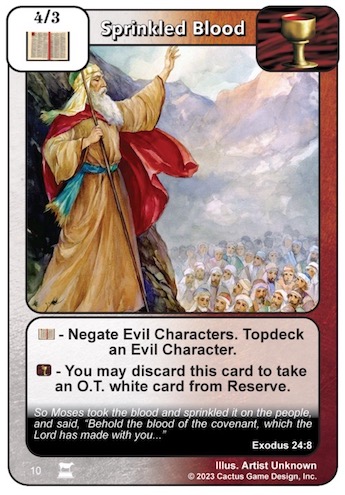 4/3
Sprinkled Blood
- Negate Evil Characters. Topdeck
an Evil Character.
- You may discard this card to take
an O.T. white card from Reserve.
So Moses took the blood and sprinkled it on the people,
and said, "Behold the blood of the covenant, which the
Lord has made with you..."
Exodus 24:8
Illus. Artist Unknown
10
© 2023 Cactus Game Design, Inc.